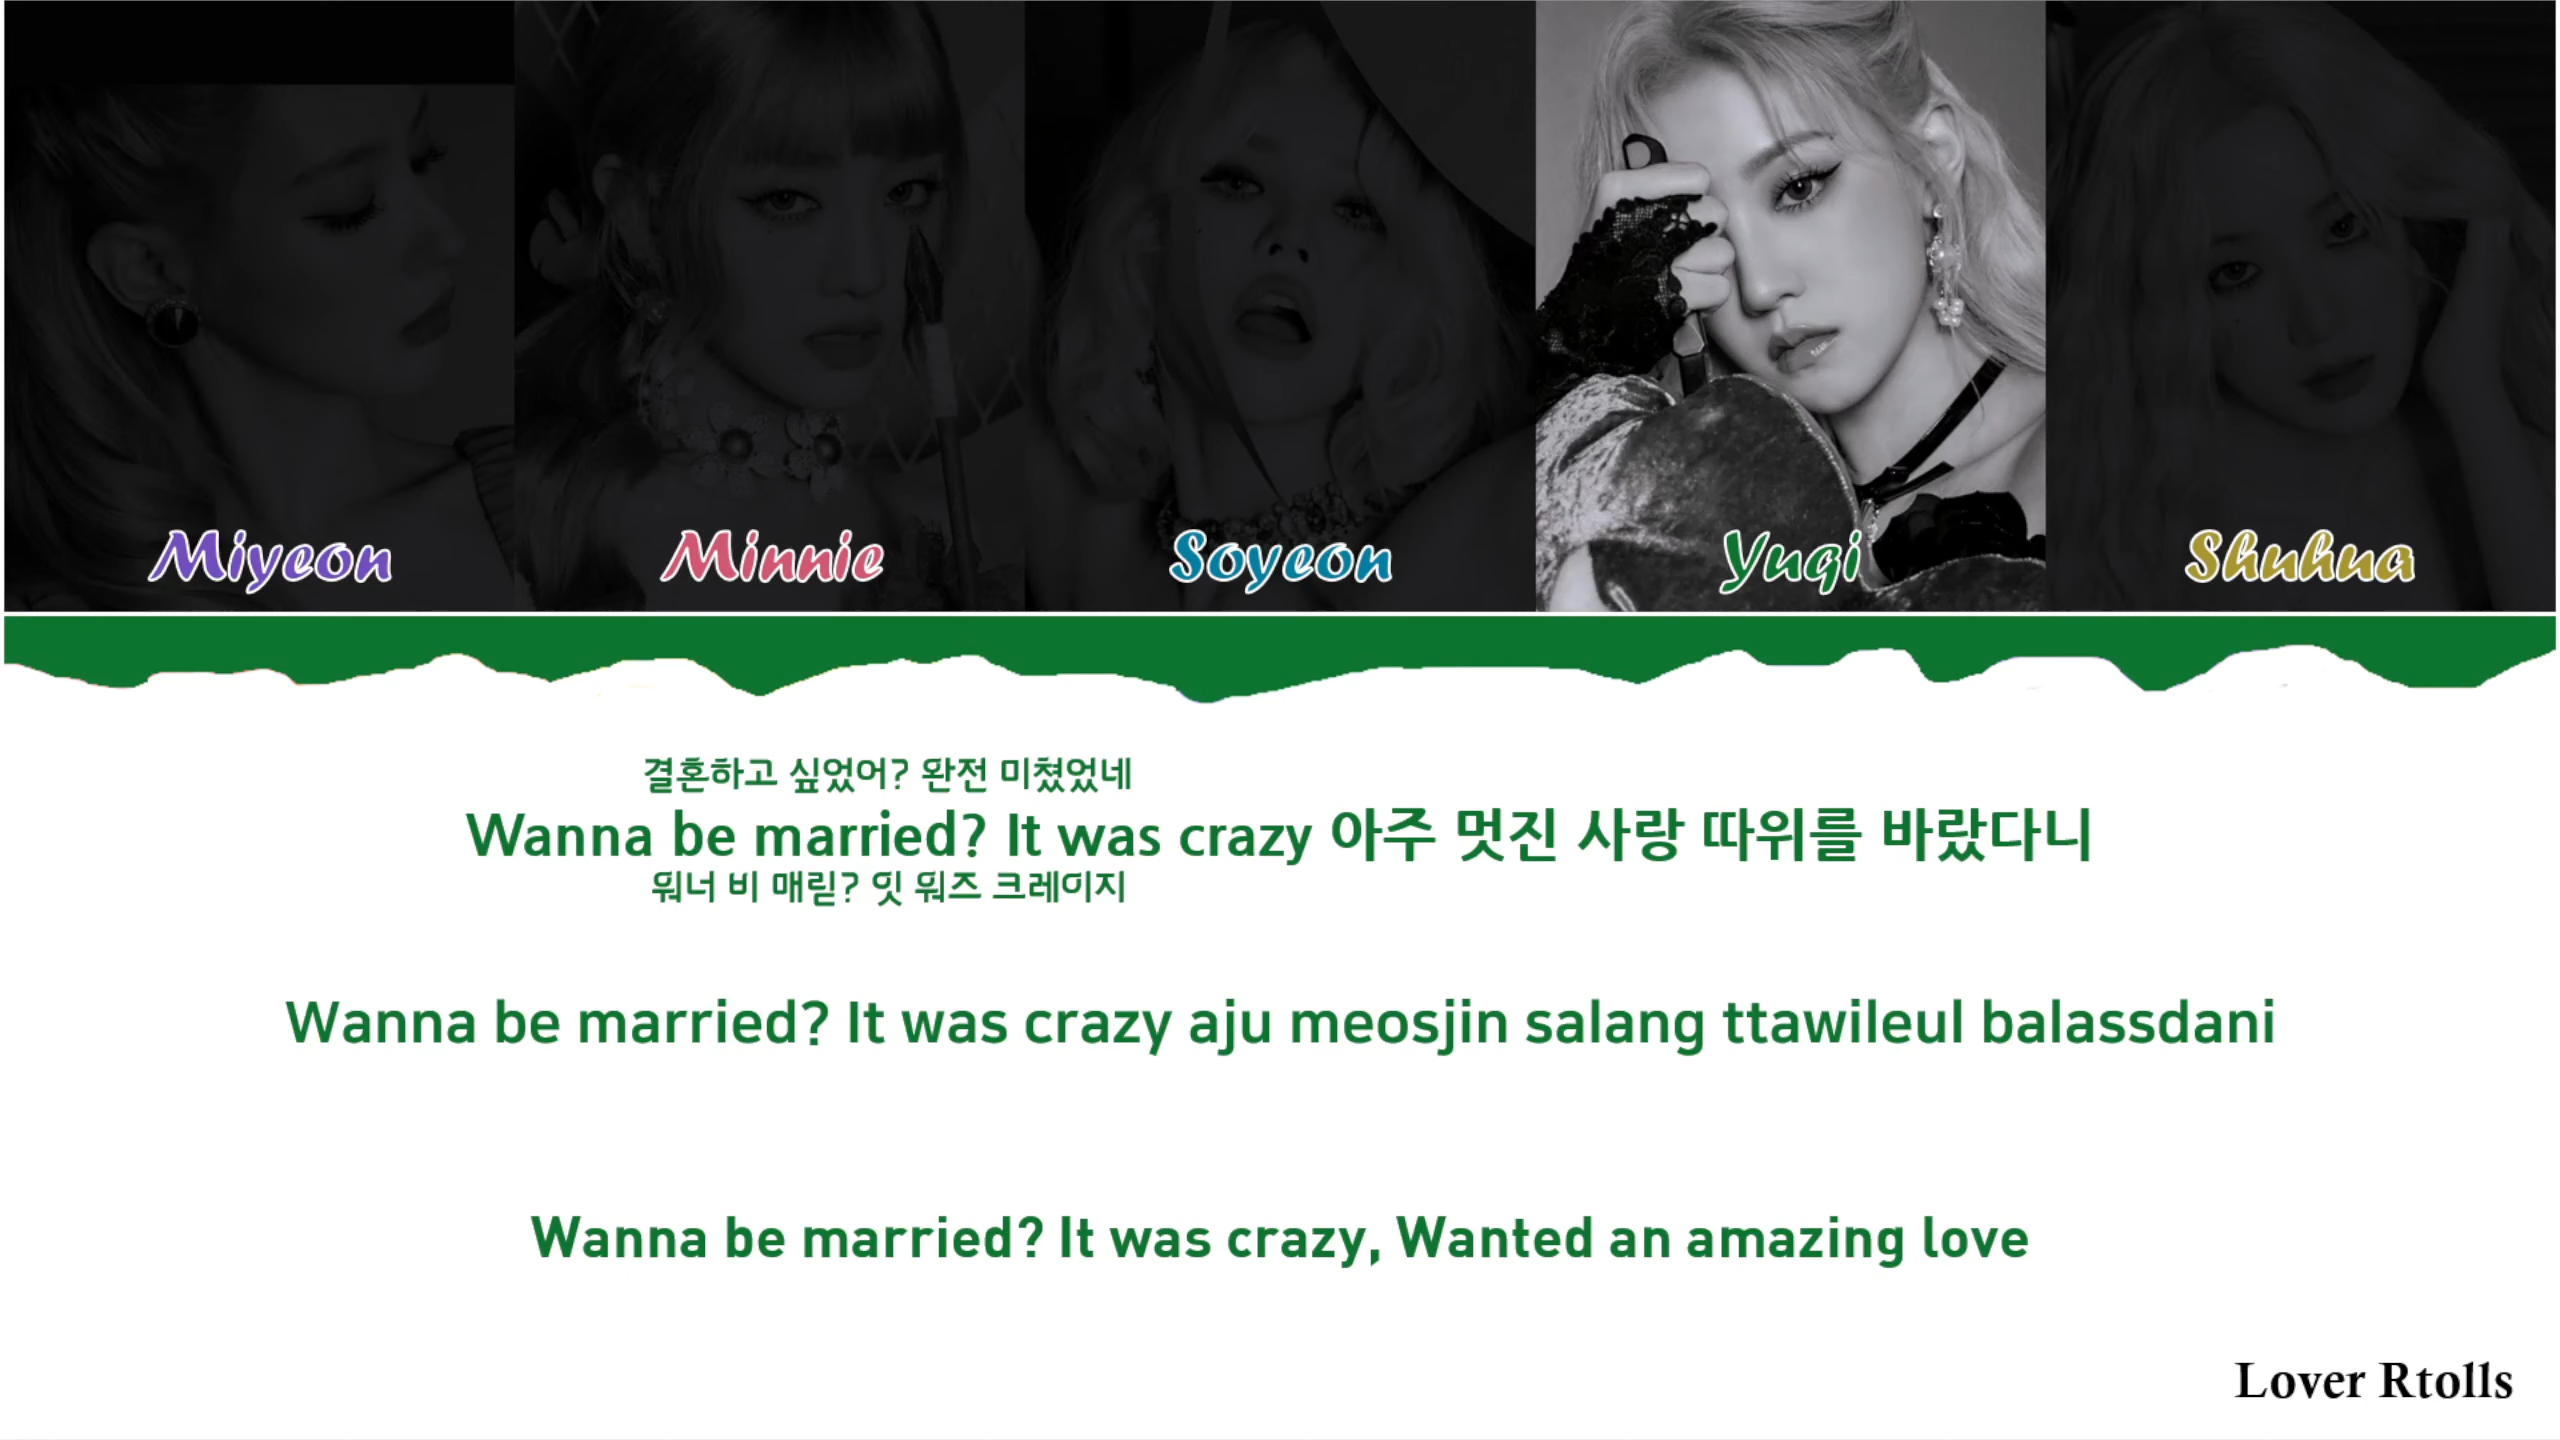 Miyeon
Minnie
Soyeon
Yuqi
Shuhua
결혼하고 싶었어? 완전 미쳤었네
Wanna be married? It was crazy 아주 멋진 사랑 따위를 바랐다니
워너 비 매릳? 잇 워즈 크레이지
Wanna be married? It was crazy aju meosjin salang ttawileul balassdani
Wanna be married? It was crazy, Wanted an amazing love
Lover Rtolls